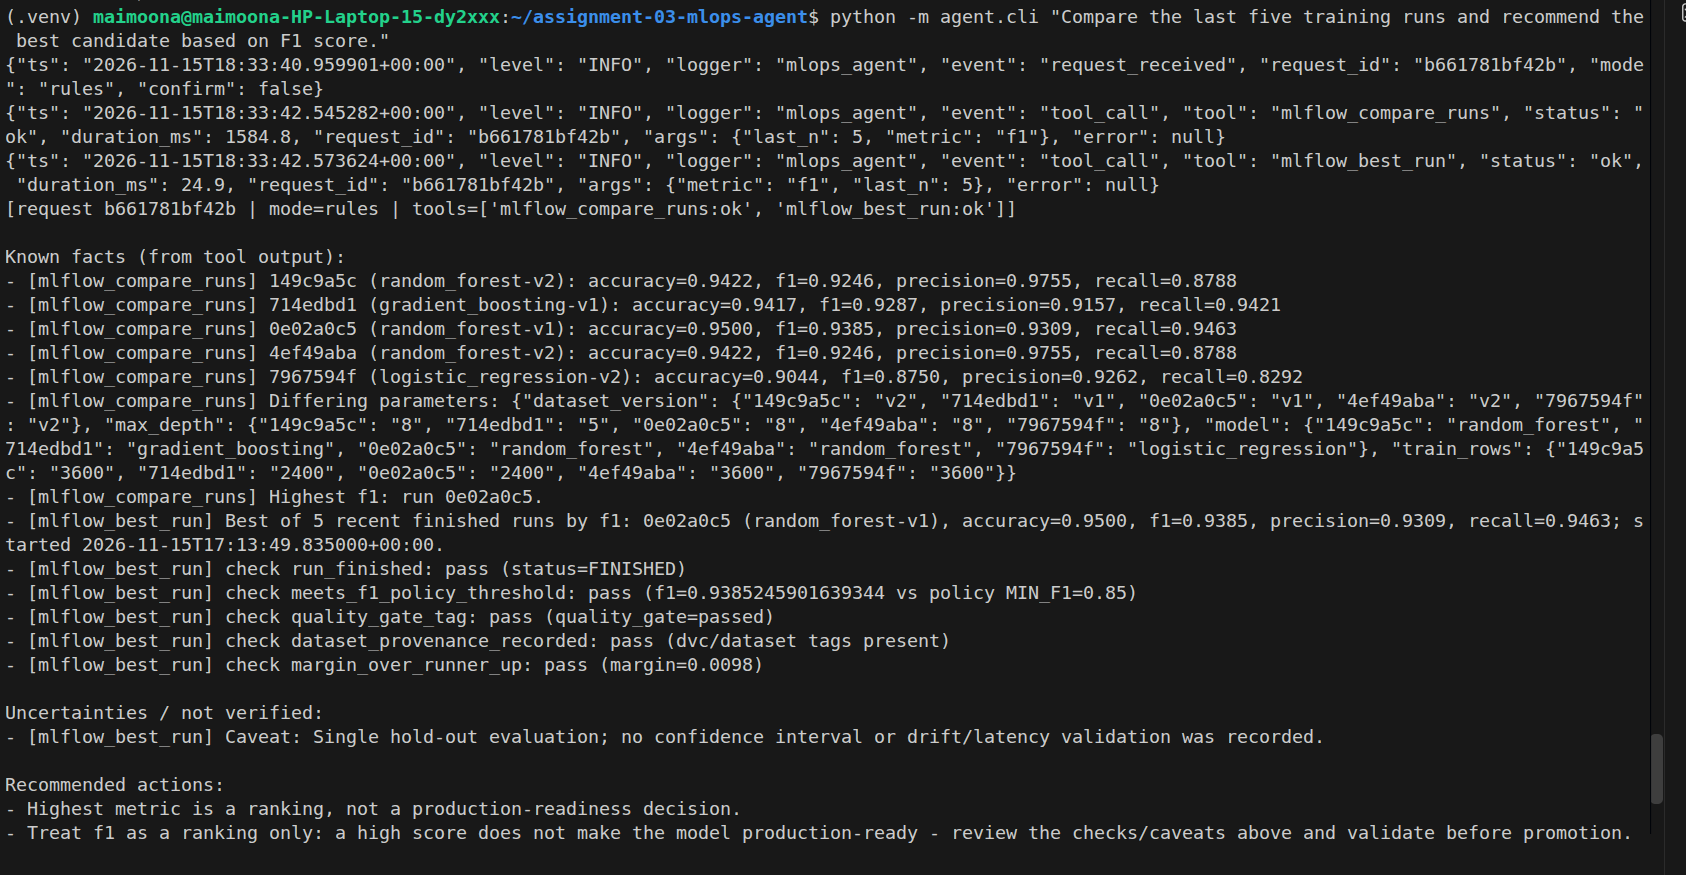 (.venv) maimoona@maimoona-HP-Laptop-15-dy2xxx:~/assignment-03-mlops-agent$ python -m agent.cli "Compare the last five training runs and recommend the
 best candidate based on F1 score."
{"ts": "2026-11-15T18:33:40.959901+00:00", "level": "INFO", "logger": "mlops_agent", "event": "request_received", "request_id": "b661781bf42b", "mode
": "rules", "confirm": false}
{"ts": "2026-11-15T18:33:42.545282+00:00", "level": "INFO", "logger": "mlops_agent", "event": "tool_call", "tool": "mlflow_compare_runs", "status": "
ok", "duration_ms": 1584.8, "request_id": "b661781bf42b", "args": {"last_n": 5, "metric": "f1"}, "error": null}
{"ts": "2026-11-15T18:33:42.573624+00:00", "level": "INFO", "logger": "mlops_agent", "event": "tool_call", "tool": "mlflow_best_run", "status": "ok",
 "duration_ms": 24.9, "request_id": "b661781bf42b", "args": {"metric": "f1", "last_n": 5}, "error": null}
[request b661781bf42b | mode=rules | tools=['mlflow_compare_runs:ok', 'mlflow_best_run:ok']]

Known facts (from tool output):
- [mlflow_compare_runs] 149c9a5c (random_forest-v2): accuracy=0.9422, f1=0.9246, precision=0.9755, recall=0.8788
- [mlflow_compare_runs] 714edbd1 (gradient_boosting-v1): accuracy=0.9417, f1=0.9287, precision=0.9157, recall=0.9421
- [mlflow_compare_runs] 0e02a0c5 (random_forest-v1): accuracy=0.9500, f1=0.9385, precision=0.9309, recall=0.9463
- [mlflow_compare_runs] 4ef49aba (random_forest-v2): accuracy=0.9422, f1=0.9246, precision=0.9755, recall=0.8788
- [mlflow_compare_runs] 7967594f (logistic_regression-v2): accuracy=0.9044, f1=0.8750, precision=0.9262, recall=0.8292
- [mlflow_compare_runs] Differing parameters: {"dataset_version": {"149c9a5c": "v2", "714edbd1": "v1", "0e02a0c5": "v1", "4ef49aba": "v2", "7967594f"
: "v2"}, "max_depth": {"149c9a5c": "8", "714edbd1": "5", "0e02a0c5": "8", "4ef49aba": "8", "7967594f": "8"}, "model": {"149c9a5c": "random_forest", "
714edbd1": "gradient_boosting", "0e02a0c5": "random_forest", "4ef49aba": "random_forest", "7967594f": "logistic_regression"}, "train_rows": {"149c9a5
c": "3600", "714edbd1": "2400", "0e02a0c5": "2400", "4ef49aba": "3600", "7967594f": "3600"}}
- [mlflow_compare_runs] Highest f1: run 0e02a0c5.
- [mlflow_best_run] Best of 5 recent finished runs by f1: 0e02a0c5 (random_forest-v1), accuracy=0.9500, f1=0.9385, precision=0.9309, recall=0.9463; s
tarted 2026-11-15T17:13:49.835000+00:00.
- [mlflow_best_run] check run_finished: pass (status=FINISHED)
- [mlflow_best_run] check meets_f1_policy_threshold: pass (f1=0.9385245901639344 vs policy MIN_F1=0.85)
- [mlflow_best_run] check quality_gate_tag: pass (quality_gate=passed)
- [mlflow_best_run] check dataset_provenance_recorded: pass (dvc/dataset tags present)
- [mlflow_best_run] check margin_over_runner_up: pass (margin=0.0098)

Uncertainties / not verified:
- [mlflow_best_run] Caveat: Single hold-out evaluation; no confidence interval or drift/latency validation was recorded.

Recommended actions:
- Highest metric is a ranking, not a production-readiness decision.
- Treat f1 as a ranking only: a high score does not make the model production-ready - review the checks/caveats above and validate before promotion.